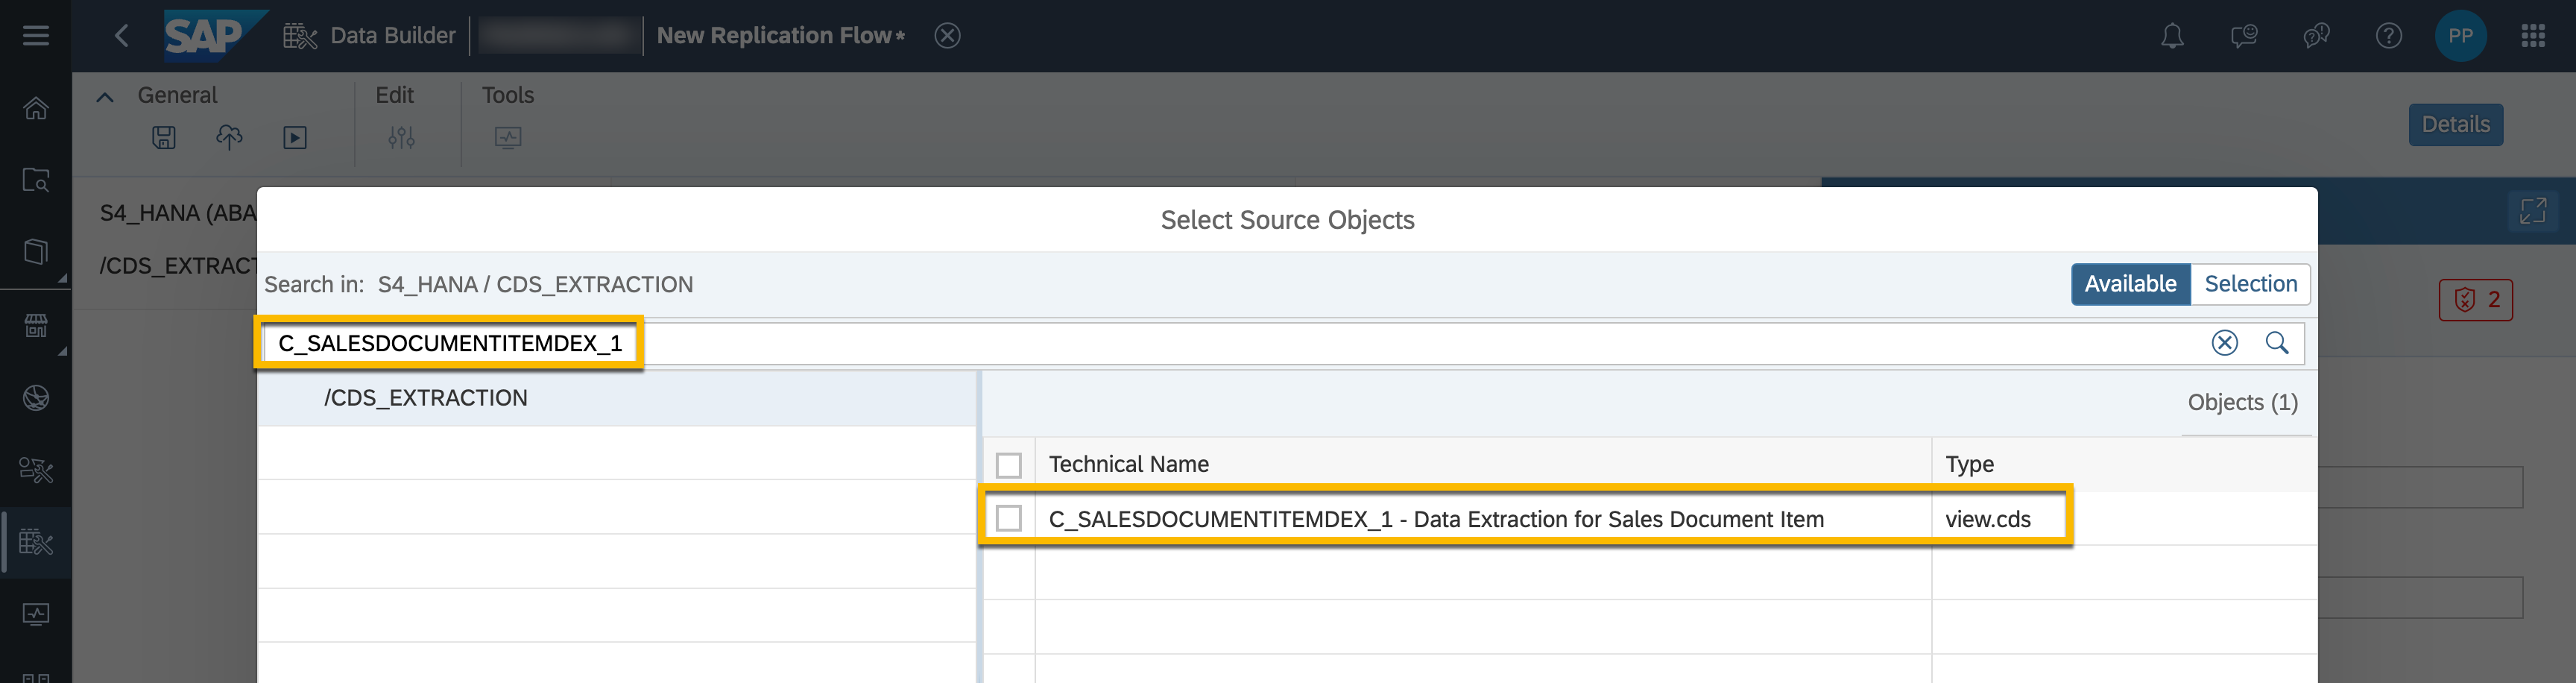 SAP Data Builder New Replication Flow* PP
General Edit Tools
Details
S4_HANA (ABA
/CDS_EXTRACT
Select Source Objects
Search in: S4_HANA / CDS_EXTRACTION Available Selection
2
C_SALESDOCUMENTITEMDEX_1
/CDS_EXTRACTION
Objects (1)
Technical Name Type
C_SALESDOCUMENTITEMDEX_1 - Data Extraction for Sales Document Item view.cds